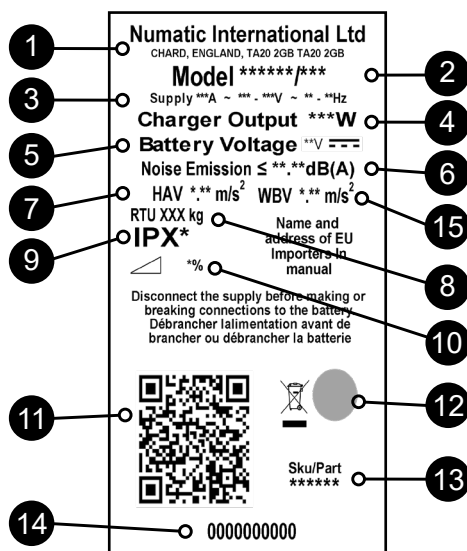 Numatic International Ltd
CHARD, ENGLAND, TA20 2GB TA20 2GB
1
Model ******/***
2
3
Supply ***A ~ *** - ***V ~ ** - **Hz
Charger Output ***W
4
5
Battery Voltage **V
Noise Emission ≤ **.**dB(A)
6
7
HAV *.** m/s²
WBV *.** m/s²
15
RTU XXX kg
8
9
IPX*
Name and
address of EU
Importers In
manual
*%
10
Disconnect the supply before making or
breaking connections to the battery
Débrancher lalimentation avant de
brancher ou débrancher la batterie
11
12
Sku/Part
******
13
14
0000000000